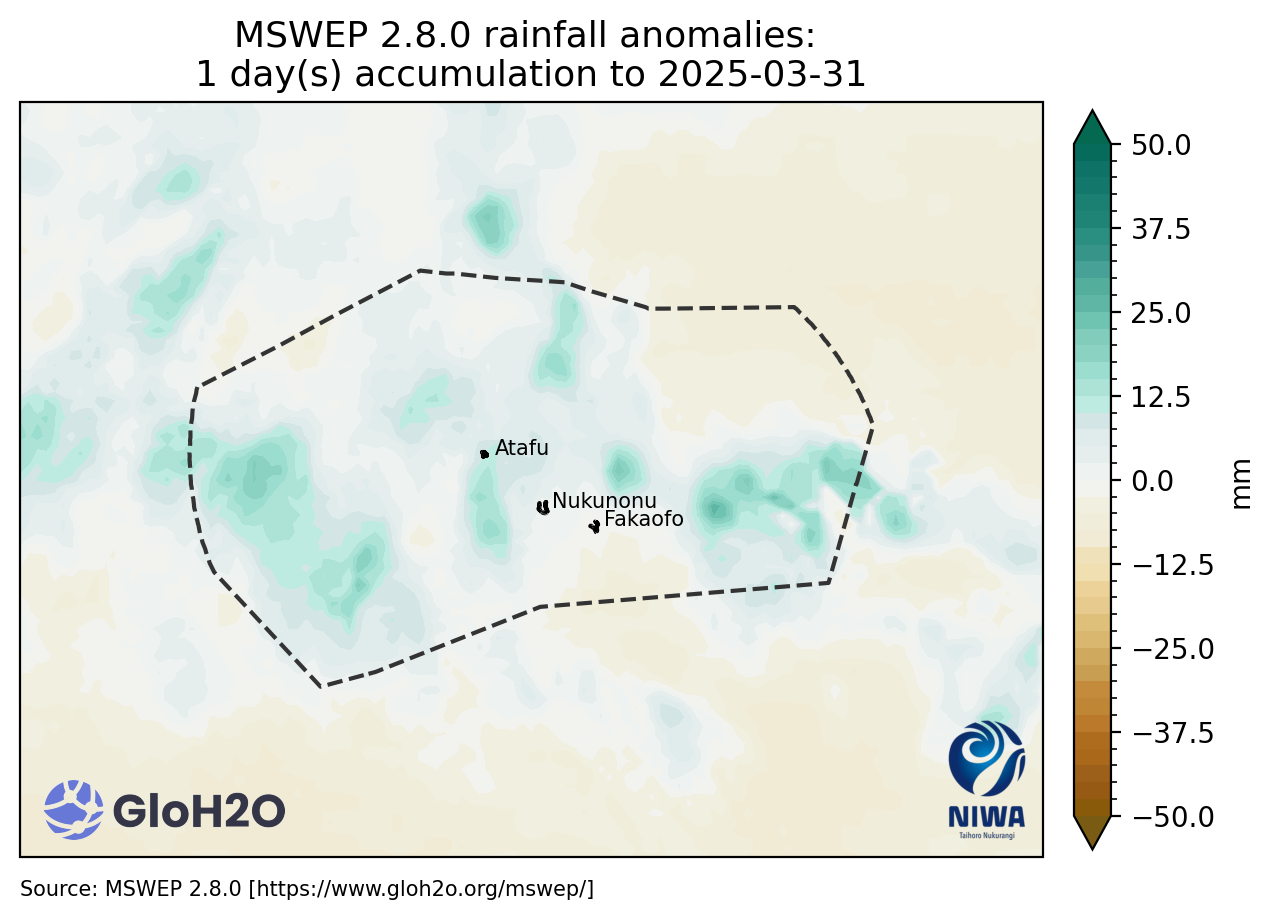 MSWEP 2.8.0 rainfall anomalies:
1 day(s) accumulation to 2025-03-31
50.0
37.5
25.0
12.5
0.0
−12.5
−25.0
−37.5
−50.0
mm
Atafu
Nukunonu
Fakaofo
GloH2O
NIWA
Taihoro Nukurangi
Source: MSWEP 2.8.0 [https://www.gloh2o.org/mswep/]